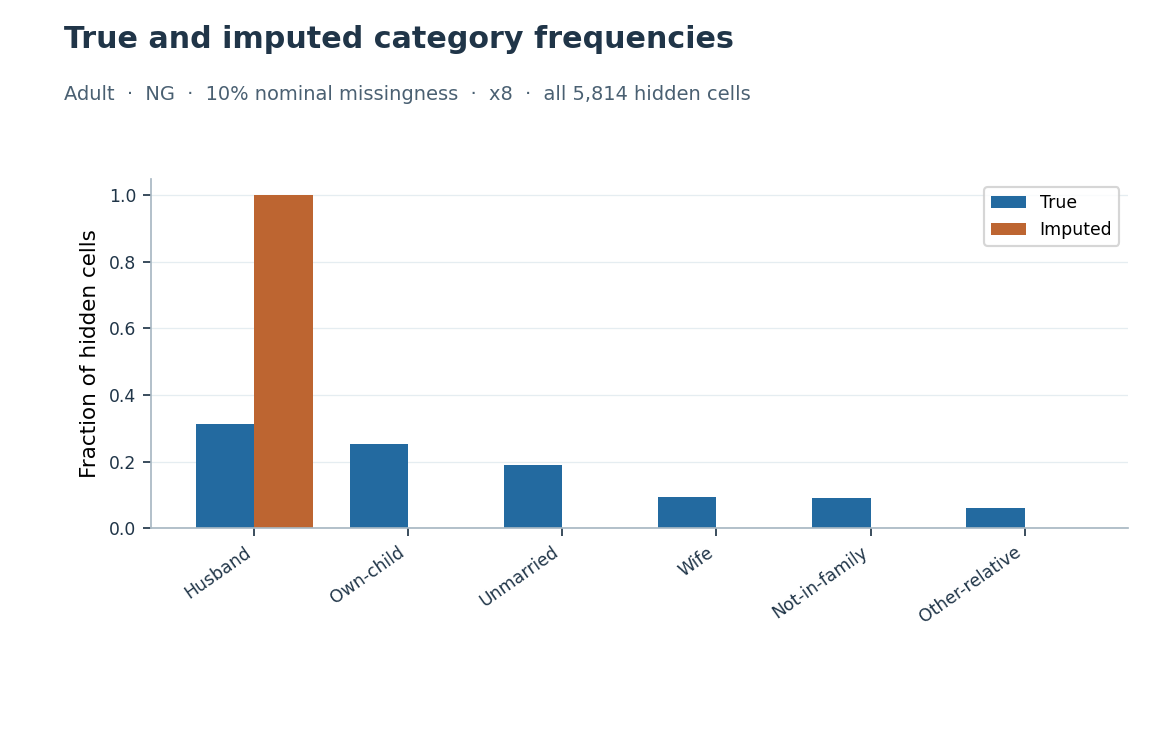 True and imputed category frequencies
Adult · NG · 10% nominal missingness · x8 · all 5,814 hidden cells
Fraction of hidden cells
1.0
0.8
0.6
0.4
0.2
0.0
True
Imputed
Husband
Own-child
Unmarried
Wife
Not-in-family
Other-relative